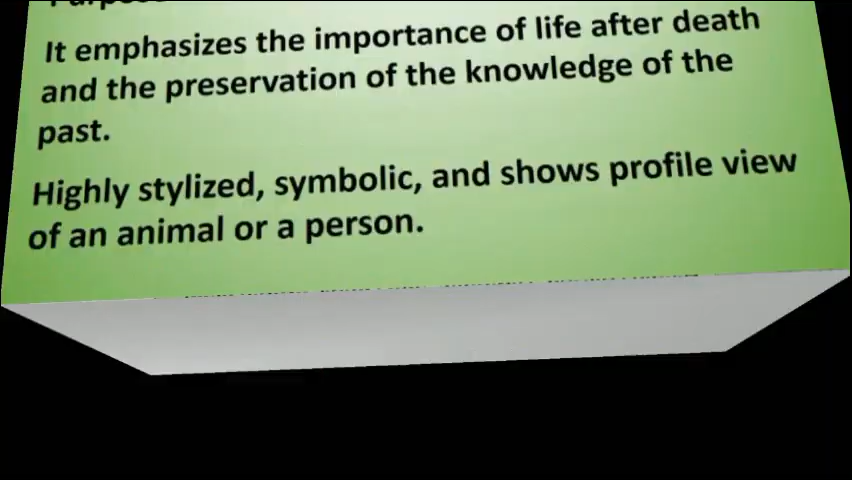 It emphasizes the importance of life after death
and the preservation of the knowledge of the
past.
Highly stylized, symbolic, and shows profile view
of an animal or a person.